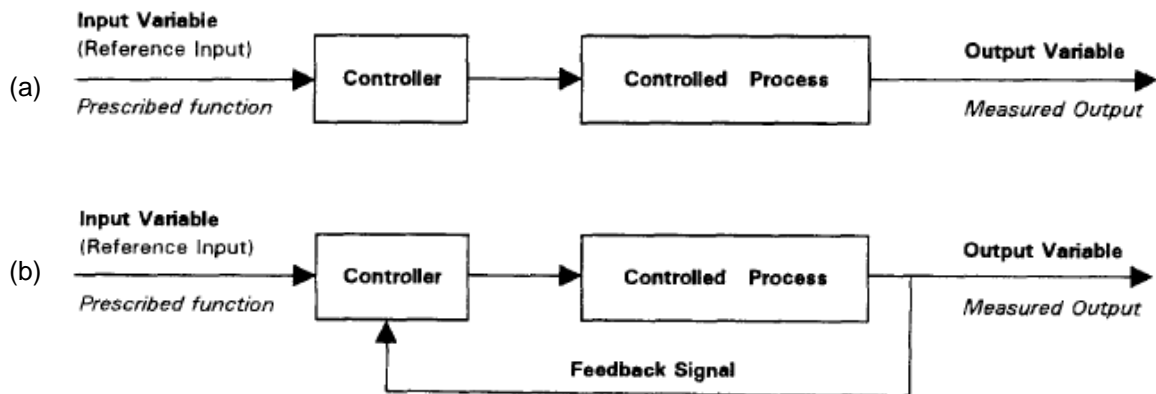 Input Variable
(Reference Input)
(a)
Controller
Controlled Process
Output Variable
Prescribed function
Measured Output
Input Variable
(Reference Input)
(b)
Controller
Controlled Process
Output Variable
Prescribed function
Measured Output
Feedback Signal